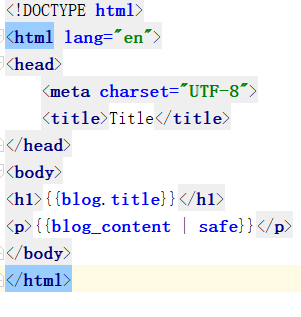 <!DOCTYPE html>
<html lang="en">
<head>
<meta charset="UTF-8">
<title>Title</title>
</head>
<body>
<h1>{{blog.title}}</h1>
<p>{{blog_content | safe}}</p>
</body>
</html>